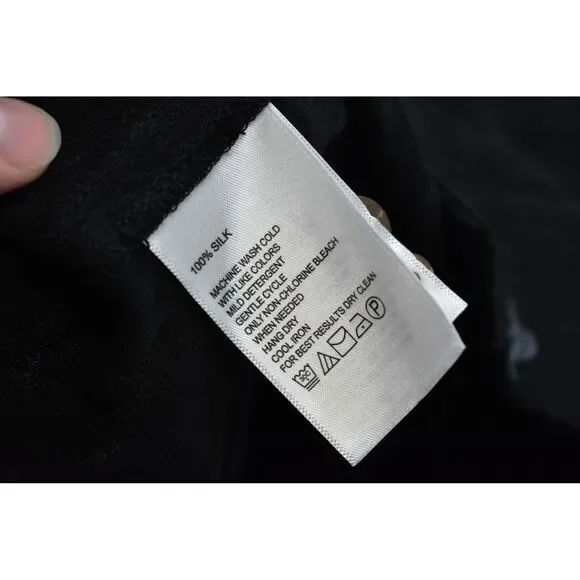 100% SILK
MACHINE WASH COLD
WITH LIKE COLORS
MILD DETERGENT
GENTLE CYCLE
ONLY NON-CHLORINE BLEACH
WHEN NEEDED
HANG DRY
COOL IRON
FOR BEST RESULTS DRY CLEAN
30C P